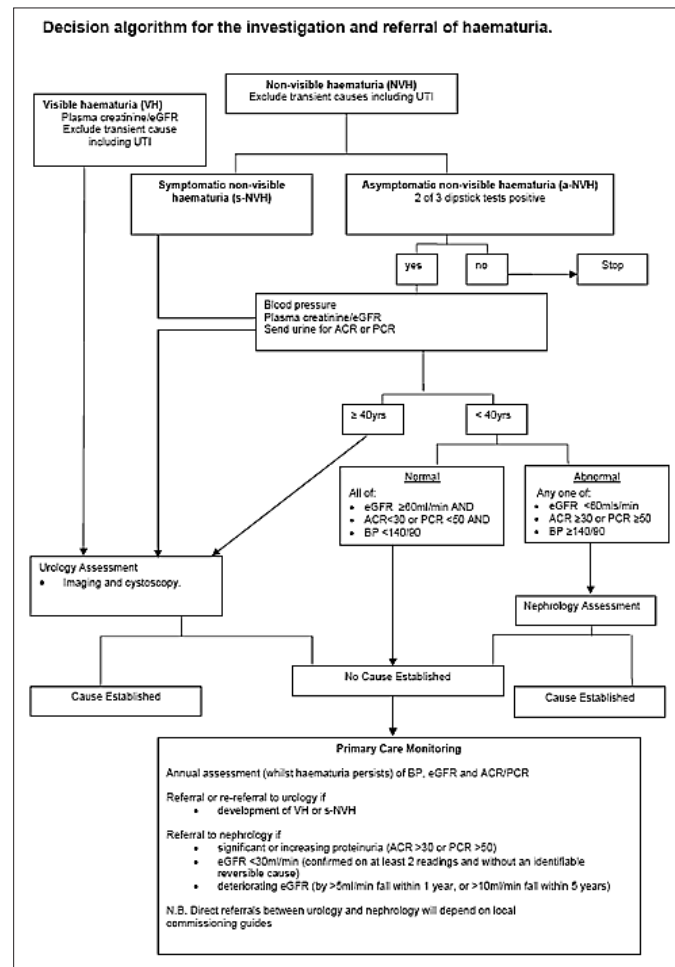 Decision algorithm for the investigation and referral of haematuria.
Non-visible haematuria (NVH)
Exclude transient causes including UTI
Visible haematuria (VH)
Plasma creatinine/eGFR
Exclude transient cause
including UTI
Symptomatic non-visible
haematuria (s-NVH)
Asymptomatic non-visible haematuria (a-NVH)
2 of 3 dipstick tests positive
yes
no
Stop
Blood pressure
Plasma creatinine/eGFR
Send urine for ACR or PCR
≥ 40yrs
< 40yrs
Normal
All of:
• eGFR ≥60ml/min AND
• ACR<30 or PCR <50 AND
• BP <140/90
Abnormal
Any one of:
• eGFR <60mls/min
• ACR ≥30 or PCR ≥50
• BP ≥140/90
Urology Assessment
• Imaging and cystoscopy.
Nephrology Assessment
Cause Established
No Cause Established
Cause Established
Primary Care Monitoring
Annual assessment (whilst haematuria persists) of BP, eGFR and ACR/PCR
Referral or re-referral to urology if
• development of VH or s-NVH
Referral to nephrology if
• significant or increasing proteinuria (ACR >30 or PCR >50)
• eGFR <30ml/min (confirmed on at least 2 readings and without an identifiable
reversible cause)
• deteriorating eGFR (by >5ml/min fall within 1 year, or >10ml/min fall within 5 years)
N.B. Direct referrals between urology and nephrology will depend on local
commissioning guides